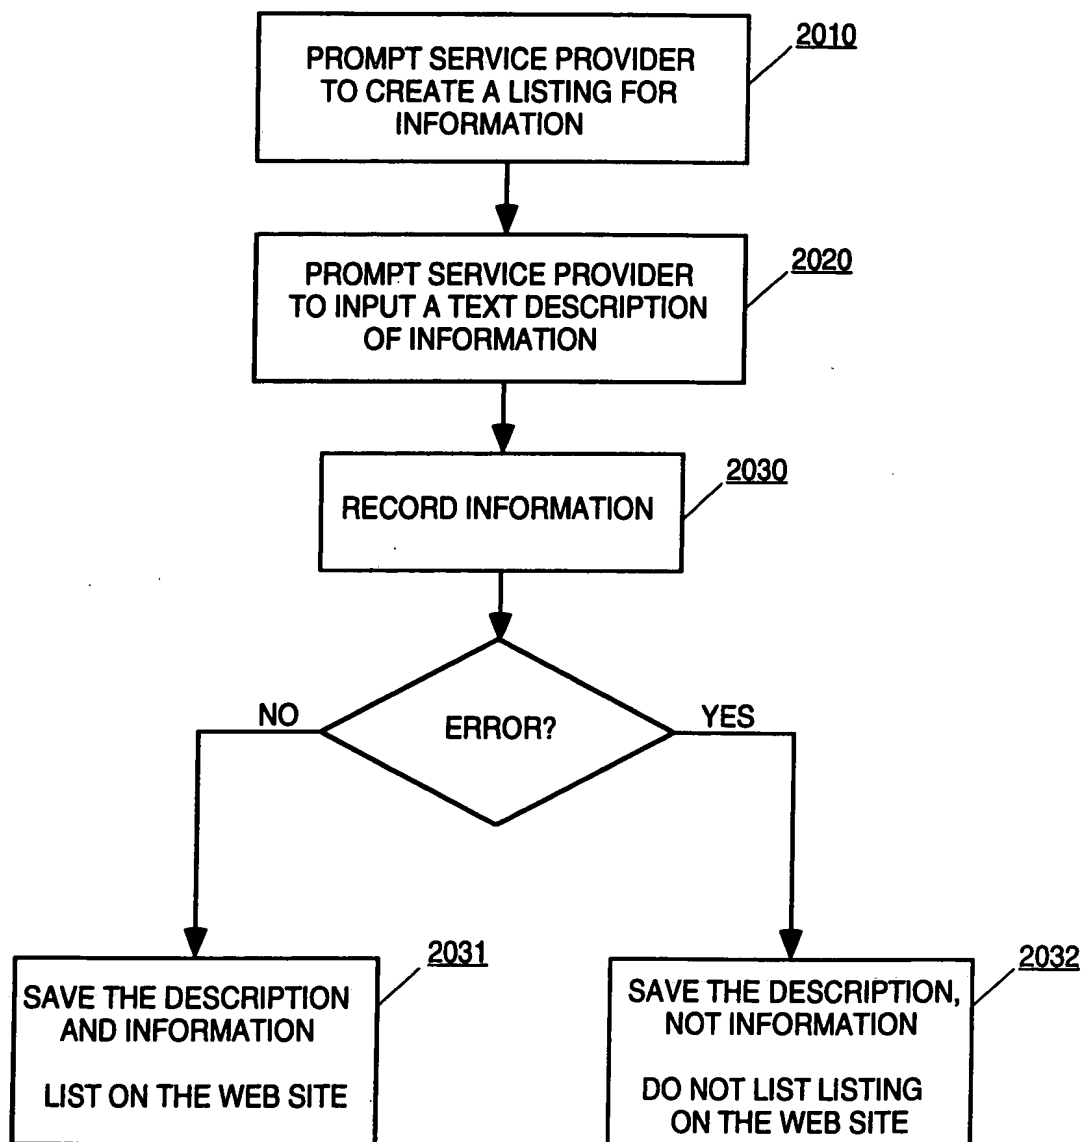 2010
PROMPT SERVICE PROVIDER
TO CREATE A LISTING FOR
INFORMATION
2020
PROMPT SERVICE PROVIDER
TO INPUT A TEXT DESCRIPTION
OF INFORMATION
2030
RECORD INFORMATION
NO
ERROR?
YES
2031
SAVE THE DESCRIPTION
AND INFORMATION
LIST ON THE WEB SITE
2032
SAVE THE DESCRIPTION,
NOT INFORMATION
DO NOT LIST LISTING
ON THE WEB SITE